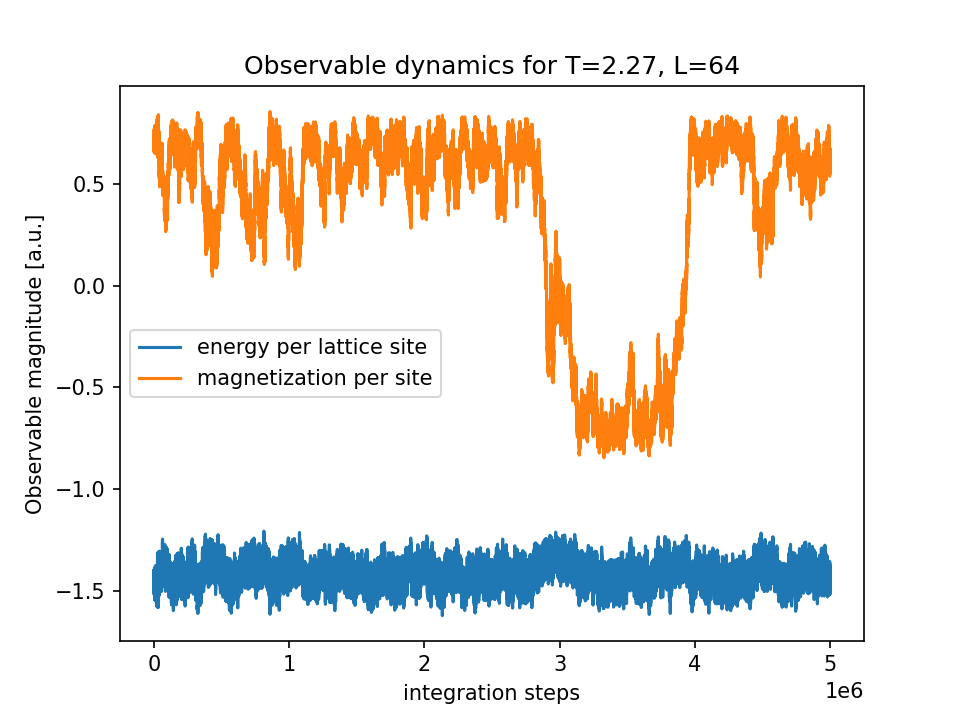 Observable dynamics for T=2.27, L=64
Observable magnitude [a.u.]
0.5
0.0
−0.5
−1.0
−1.5
energy per lattice site
magnetization per site
0 1 2 3 4 5
1e6
integration steps